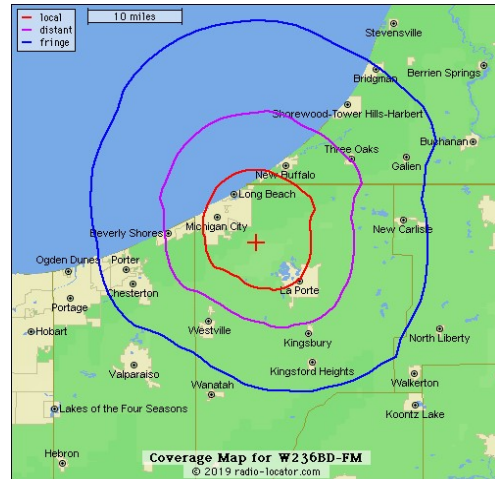 local
distant
fringe
10 miles
Stevensville
Berrien Springs
Bridgman
Shorewood-Tower Hills-Harbert
Buchanan
Three Oaks
Galien
New Buffalo
Long Beach
Michigan City
New Carlisle
Beverly Shores
Ogden Dunes
Porter
Chesterton
La Porte
Portage
Hobart
Westville
Kingsbury
North Liberty
Valparaiso
Kingsford Heights
Walkerton
Wanatah
Lakes of the Four Seasons
Koontz Lake
Hebron
Coverage Map for W236BD-FM
© 2019 radio-locator.com